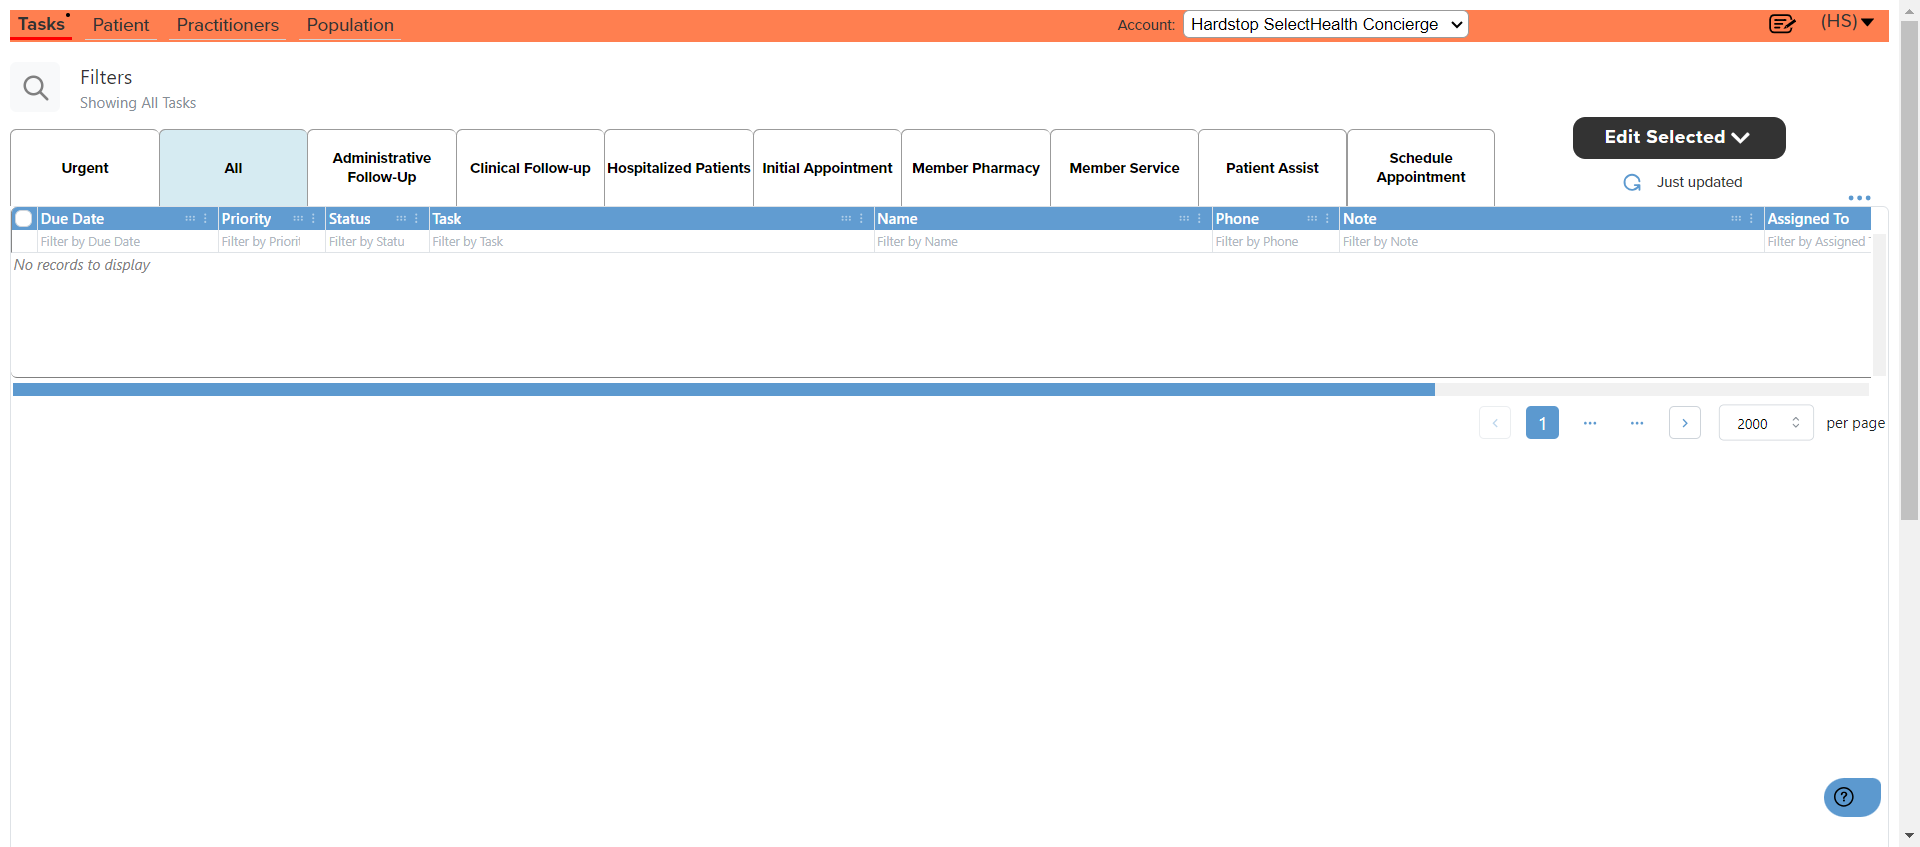 Tasks Patient Practitioners Population Account: Hardstop SelectHealth Concierge (HS)
Filters
Showing All Tasks
Edit Selected
Just updated
Urgent
All
Administrative
Follow-Up
Clinical Follow-up
Hospitalized Patients
Initial Appointment
Member Pharmacy
Member Service
Patient Assist
Schedule
Appointment
Due Date Priority Status Task Name Phone Note Assigned To
Filter by Due Date Filter by Priorit Filter by Statu Filter by Task Filter by Name Filter by Phone Filter by Note Filter by Assigned
No records to display
1 ... ... 2000 per page